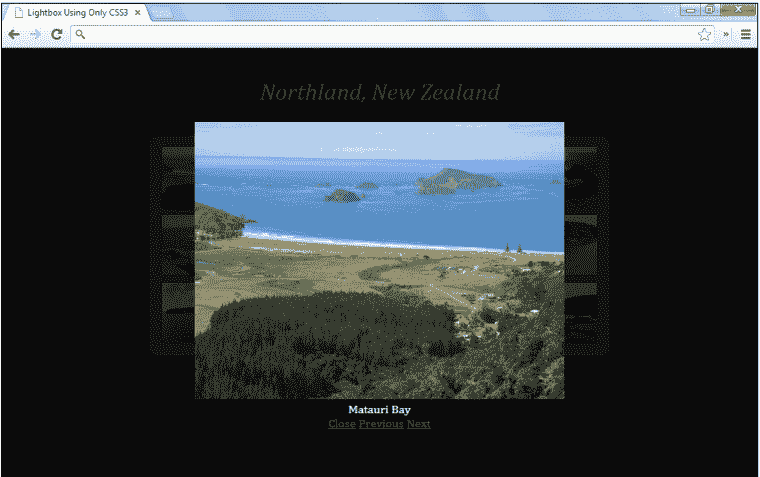 Lightbox Using Only CSS3
Northland, New Zealand
Matauri Bay
Close Previous Next